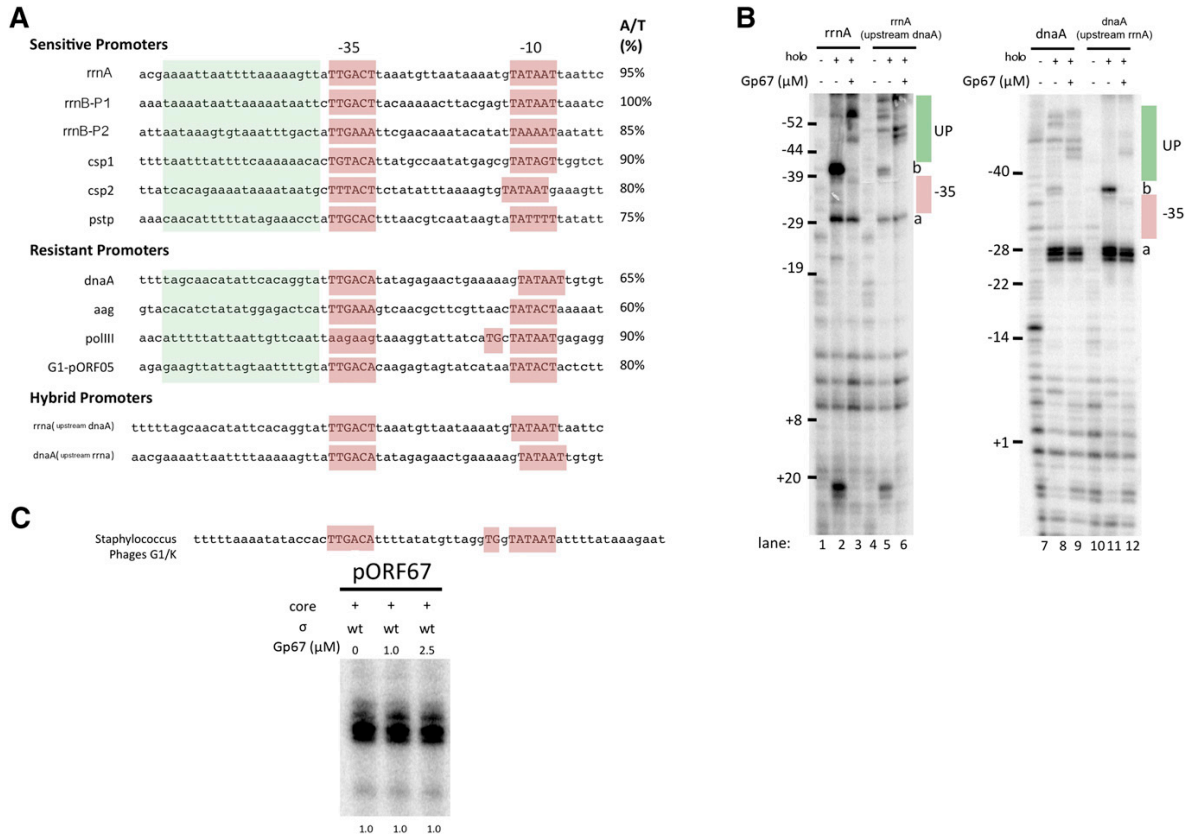 A
A/T
(%)
Sensitive Promoters
-35
-10
rrnA acgaaaattaattttaaaaagttaTTGACTtaaatgttaataaaatgTATAATtaattc 95%
rrnB-P1 aaataaaataattaaaaataattcTTGACTtacaaaaacttacgagtTATAATtaaatc 100%
rrnB-P2 attaataaagtgtaaatttgactaTTGAAAttcgaacaaatacatatTAAAATaatatt 85%
csp1 ttttaatttattttcaaaaaacacTGTACAttatgccaatatgagcgTATAGTtggtct 90%
csp2 ttatcacagaaaataaaaataatgcTTTACTtctatatttaaaagtgTATAATgaaagtt 80%
pstp aaacaacatttttatagaaacctaTTGCACtttaacgtcaataagtaTATTTTtatatt 75%
Resistant Promoters
dnaA ttttagcaacatattcacaggtatTTGACAtatagagaactgaaaaagTATAATtgtgt 65%
aag gtacacatctatatggagactcatTTGAAAgtcaacgcttcgttaacTATACTaaaaat 60%
polIII aacatttttattaattgttcaattaagaagtaaaggtattatcaTGcTATAATgagagg 90%
G1-pORF05 agagaagttattagtaattttgtaTTGACAcaagagtagtatcataaTATACTactctt 80%
Hybrid Promoters
rrna(upstream dnaA) tttttagcaacatattcacaggtatTTGACTtaaatgttaataaaatgTATAATtaattc
dnaA(upstream rrna) aacgaaaattaattttaaaaagttaTTGACAtatagagaactgaaaaagTATAATtgtgt
B
rrnA
rrnA
(upstream dnaA)
holo - + + - + +
Gp67 (μM) - - + - - +
-52
-44
-39
-29
-19
+8
+20
UP
b
-35
a
lane: 1 2 3 4 5 6
dnaA
dnaA
(upstream rrnA)
- + + - + +
- - + - - +
-40
-28
-22
-14
+1
UP
b
-35
a
7 8 9 10 11 12
C
Staphylococcus
Phages G1/K
tttttaaaatataccacTTGACAttttatatgttaggTGgTATAATattttataaagaat
pORF67
core + + +
σ wt wt wt
Gp67 (μM) 0 1.0 2.5
1.0 1.0 1.0